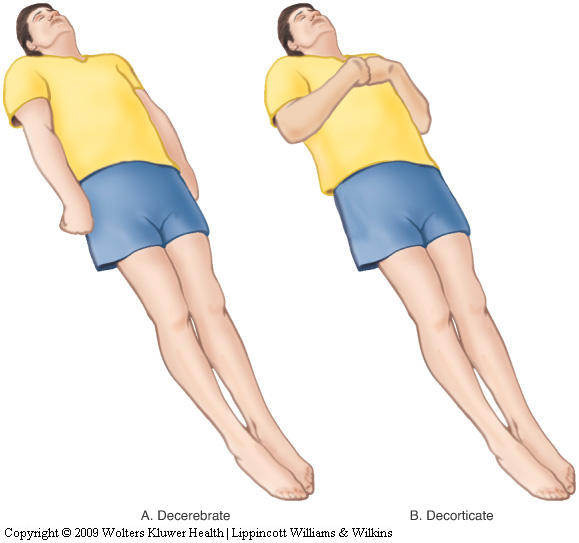 A. Decerebrate
B. Decorticate
Copyright © 2009 Wolters Kluwer Health | Lippincott Williams & Wilkins